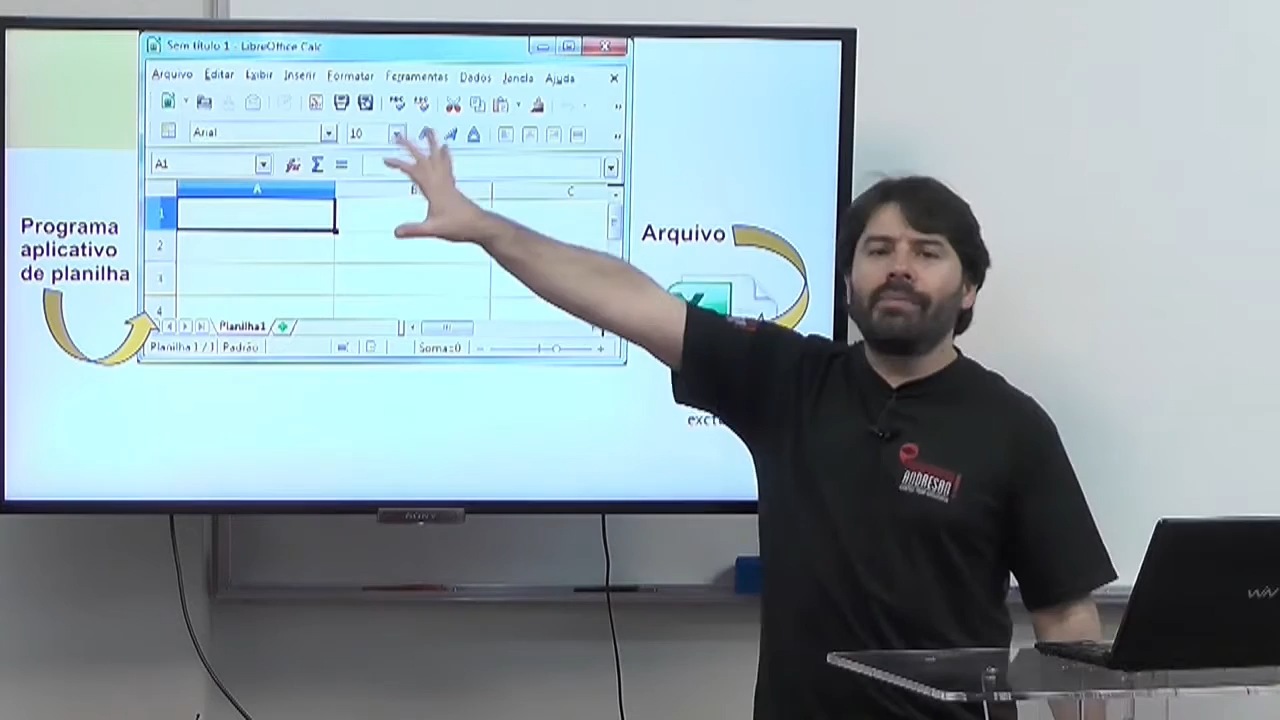 Sem título 1 - LibreOffice Calc
Arquivo Editar Exibir Inserir Formatar Ferramentas Dados Janela Ajuda
Arial 10
A1
A B C
1
2
3
4
Programa
aplicativo
de planilha
Arquivo
Planilha1
Planilha 1 / 1 Padrão Soma=0
SONY
ANDRESAN